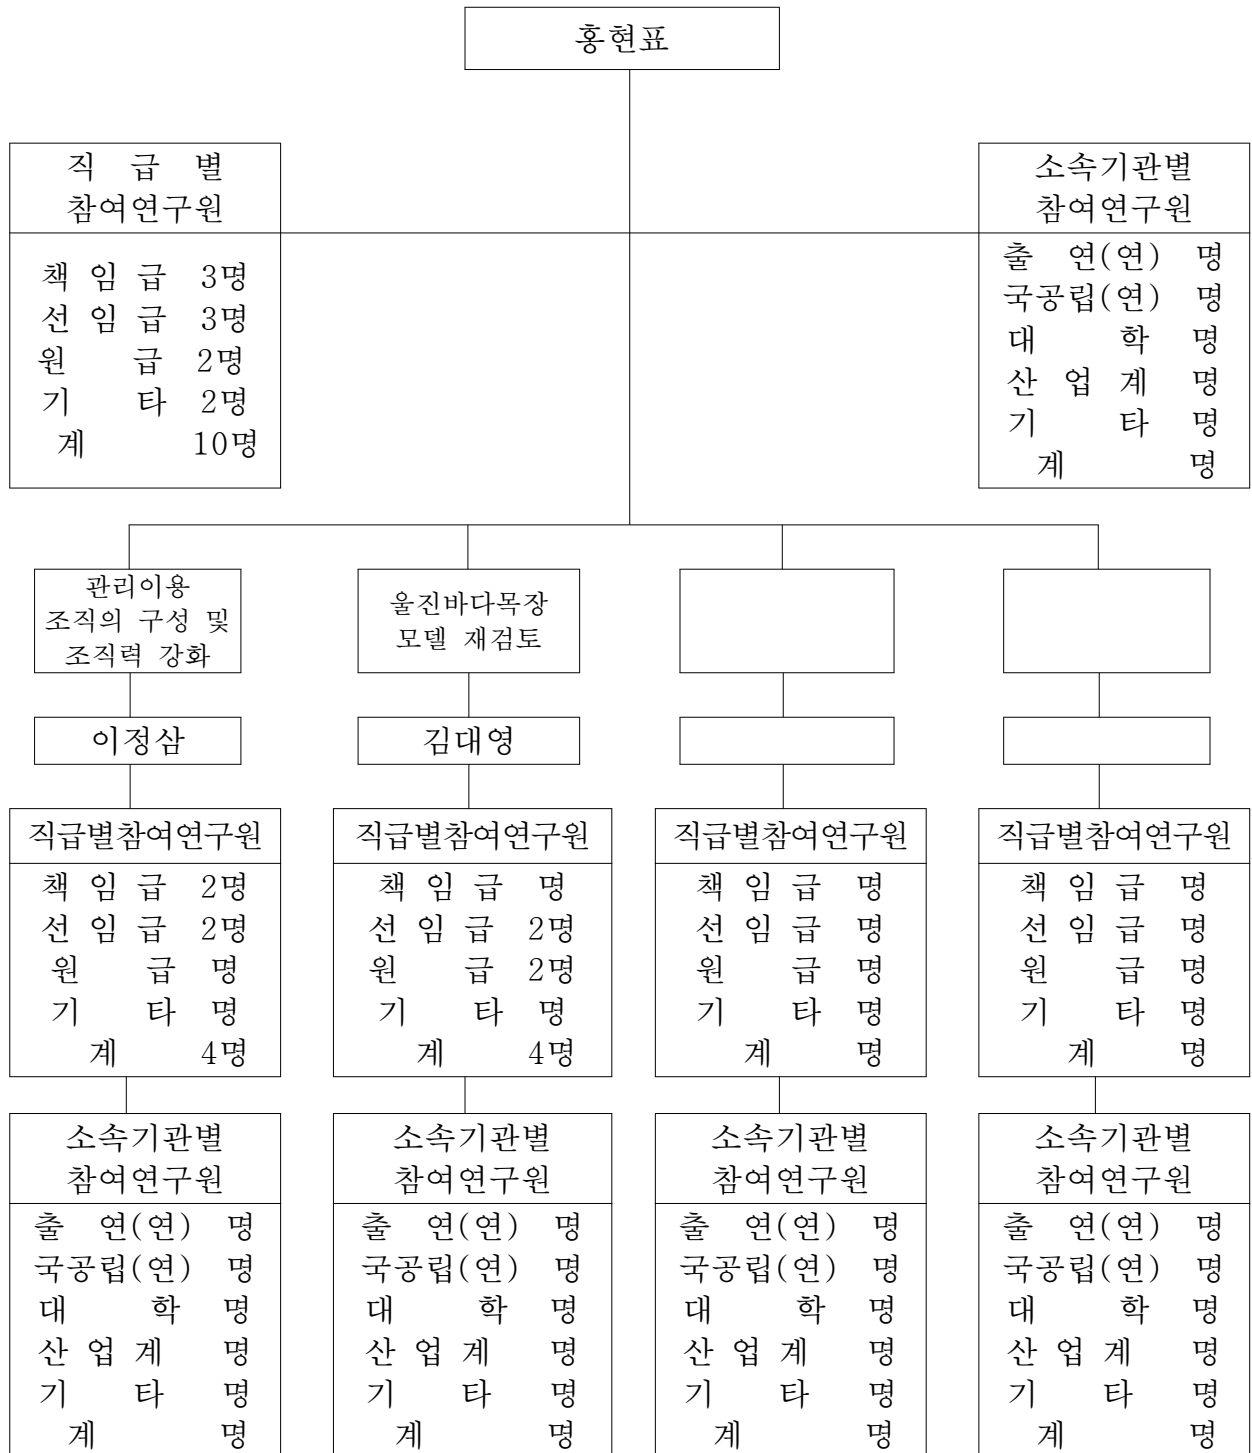 홍현표
직 급 별
참여연구원
책 임 급 3명
선 임 급 3명
원 급 2명
기 타 2명
계 10명
소속기관별
참여연구원
출 연(연) 명
국공립(연) 명
대 학 명
산 업 계 명
기 타 명
계 명
관리이용
조직의 구성 및
조직력 강화
울진바다목장
모델 재검토
이정삼
김대영
직급별참여연구원
책 임 급 2명
선 임 급 2명
원 급 명
기 타 명
계 4명
직급별참여연구원
책 임 급 명
선 임 급 2명
원 급 2명
기 타 명
계 4명
직급별참여연구원
책 임 급 명
선 임 급 명
원 급 명
기 타 명
계 명
직급별참여연구원
책 임 급 명
선 임 급 명
원 급 명
기 타 명
계 명
소속기관별
참여연구원
출 연(연) 명
국공립(연) 명
대 학 명
산 업 계 명
기 타 명
계 명
소속기관별
참여연구원
출 연(연) 명
국공립(연) 명
대 학 명
산 업 계 명
기 타 명
계 명
소속기관별
참여연구원
출 연(연) 명
국공립(연) 명
대 학 명
산 업 계 명
기 타 명
계 명
소속기관별
참여연구원
출 연(연) 명
국공립(연) 명
대 학 명
산 업 계 명
기 타 명
계 명